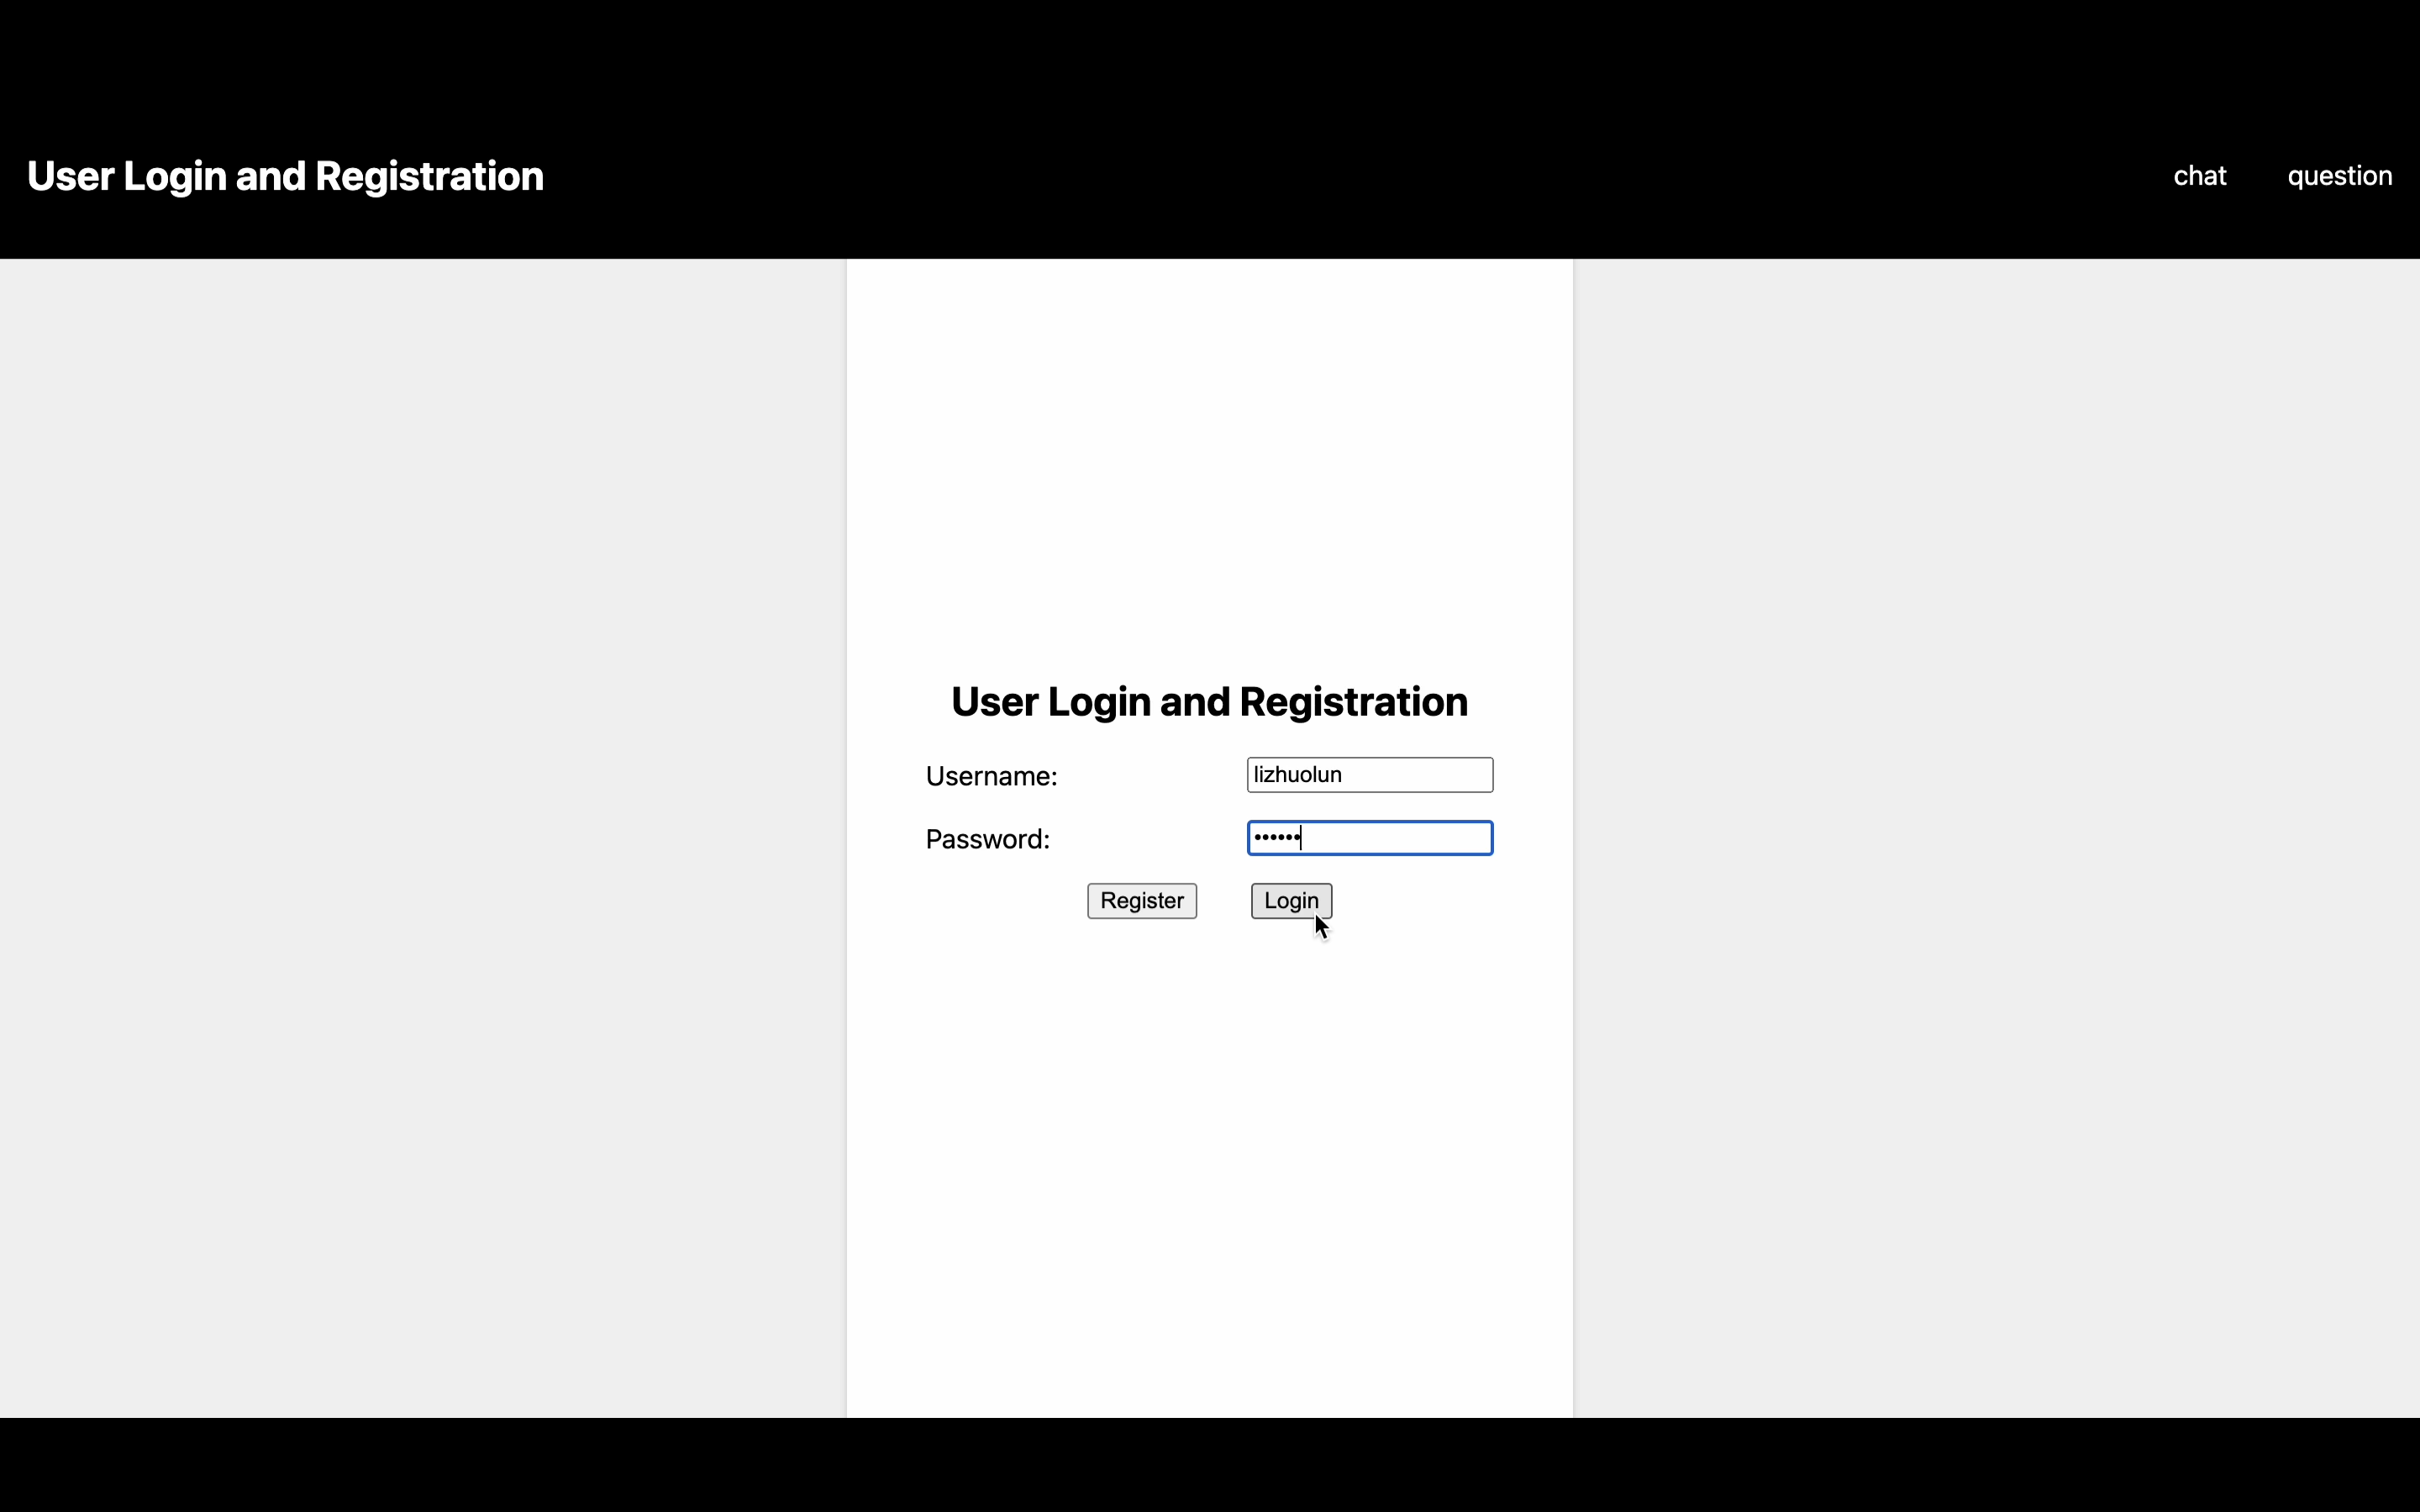 User Login and Registration
chat question
User Login and Registration
Username: lizhuolun
Password: ••••••
Register Login